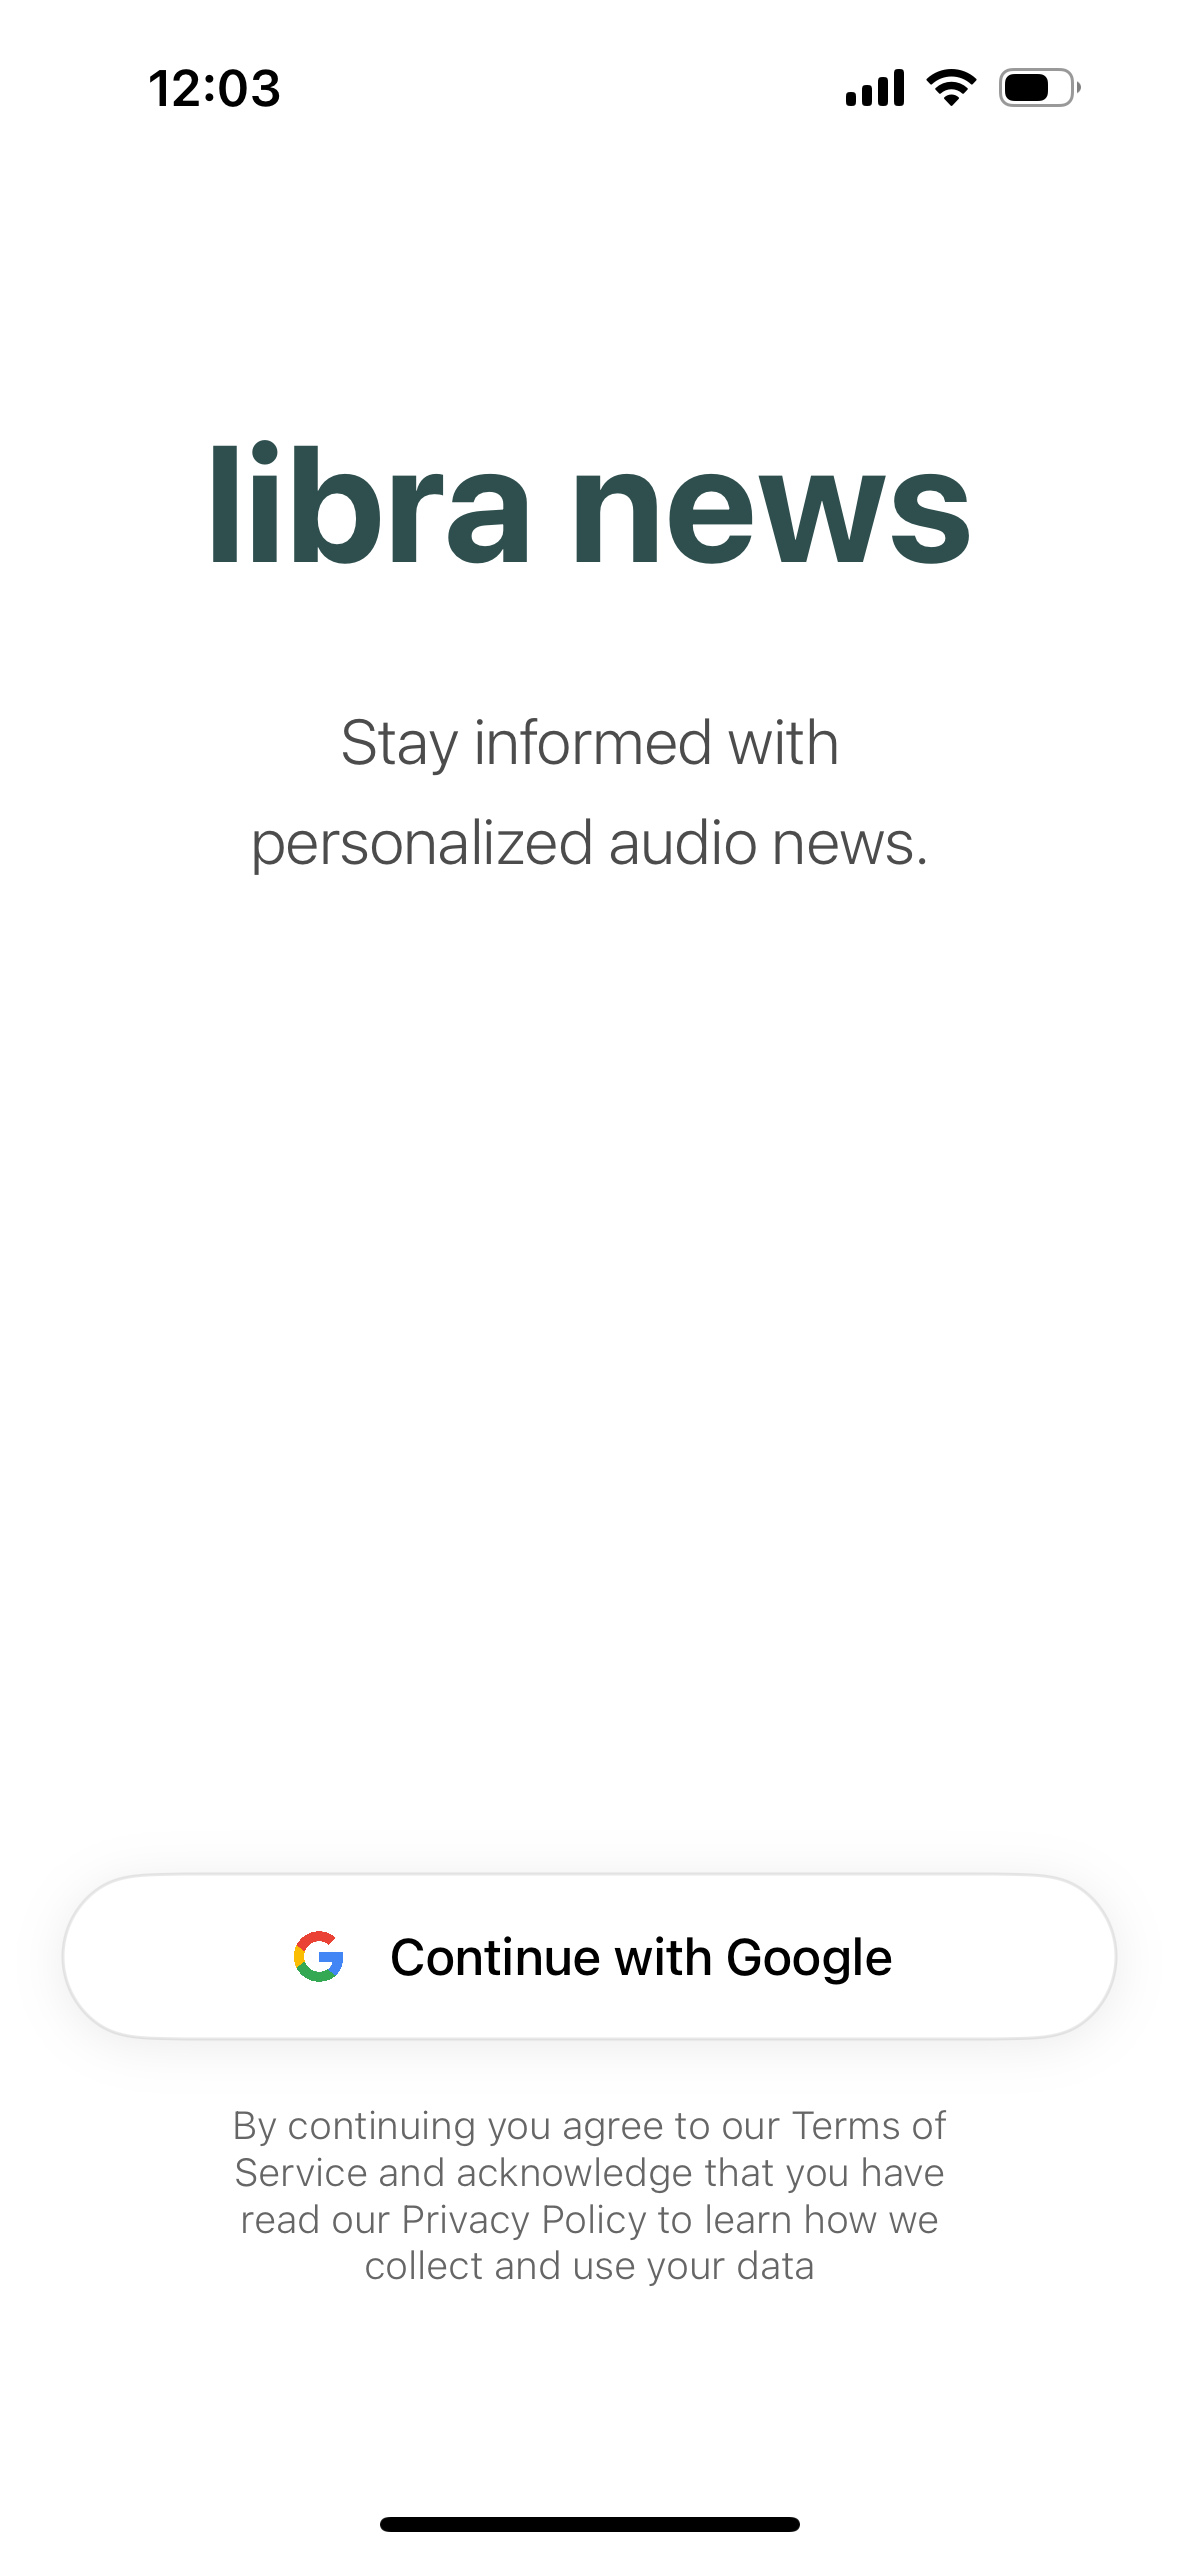 12:03
libra news
Stay informed with
personalized audio news.
Continue with Google
By continuing you agree to our Terms of
Service and acknowledge that you have
read our Privacy Policy to learn how we
collect and use your data